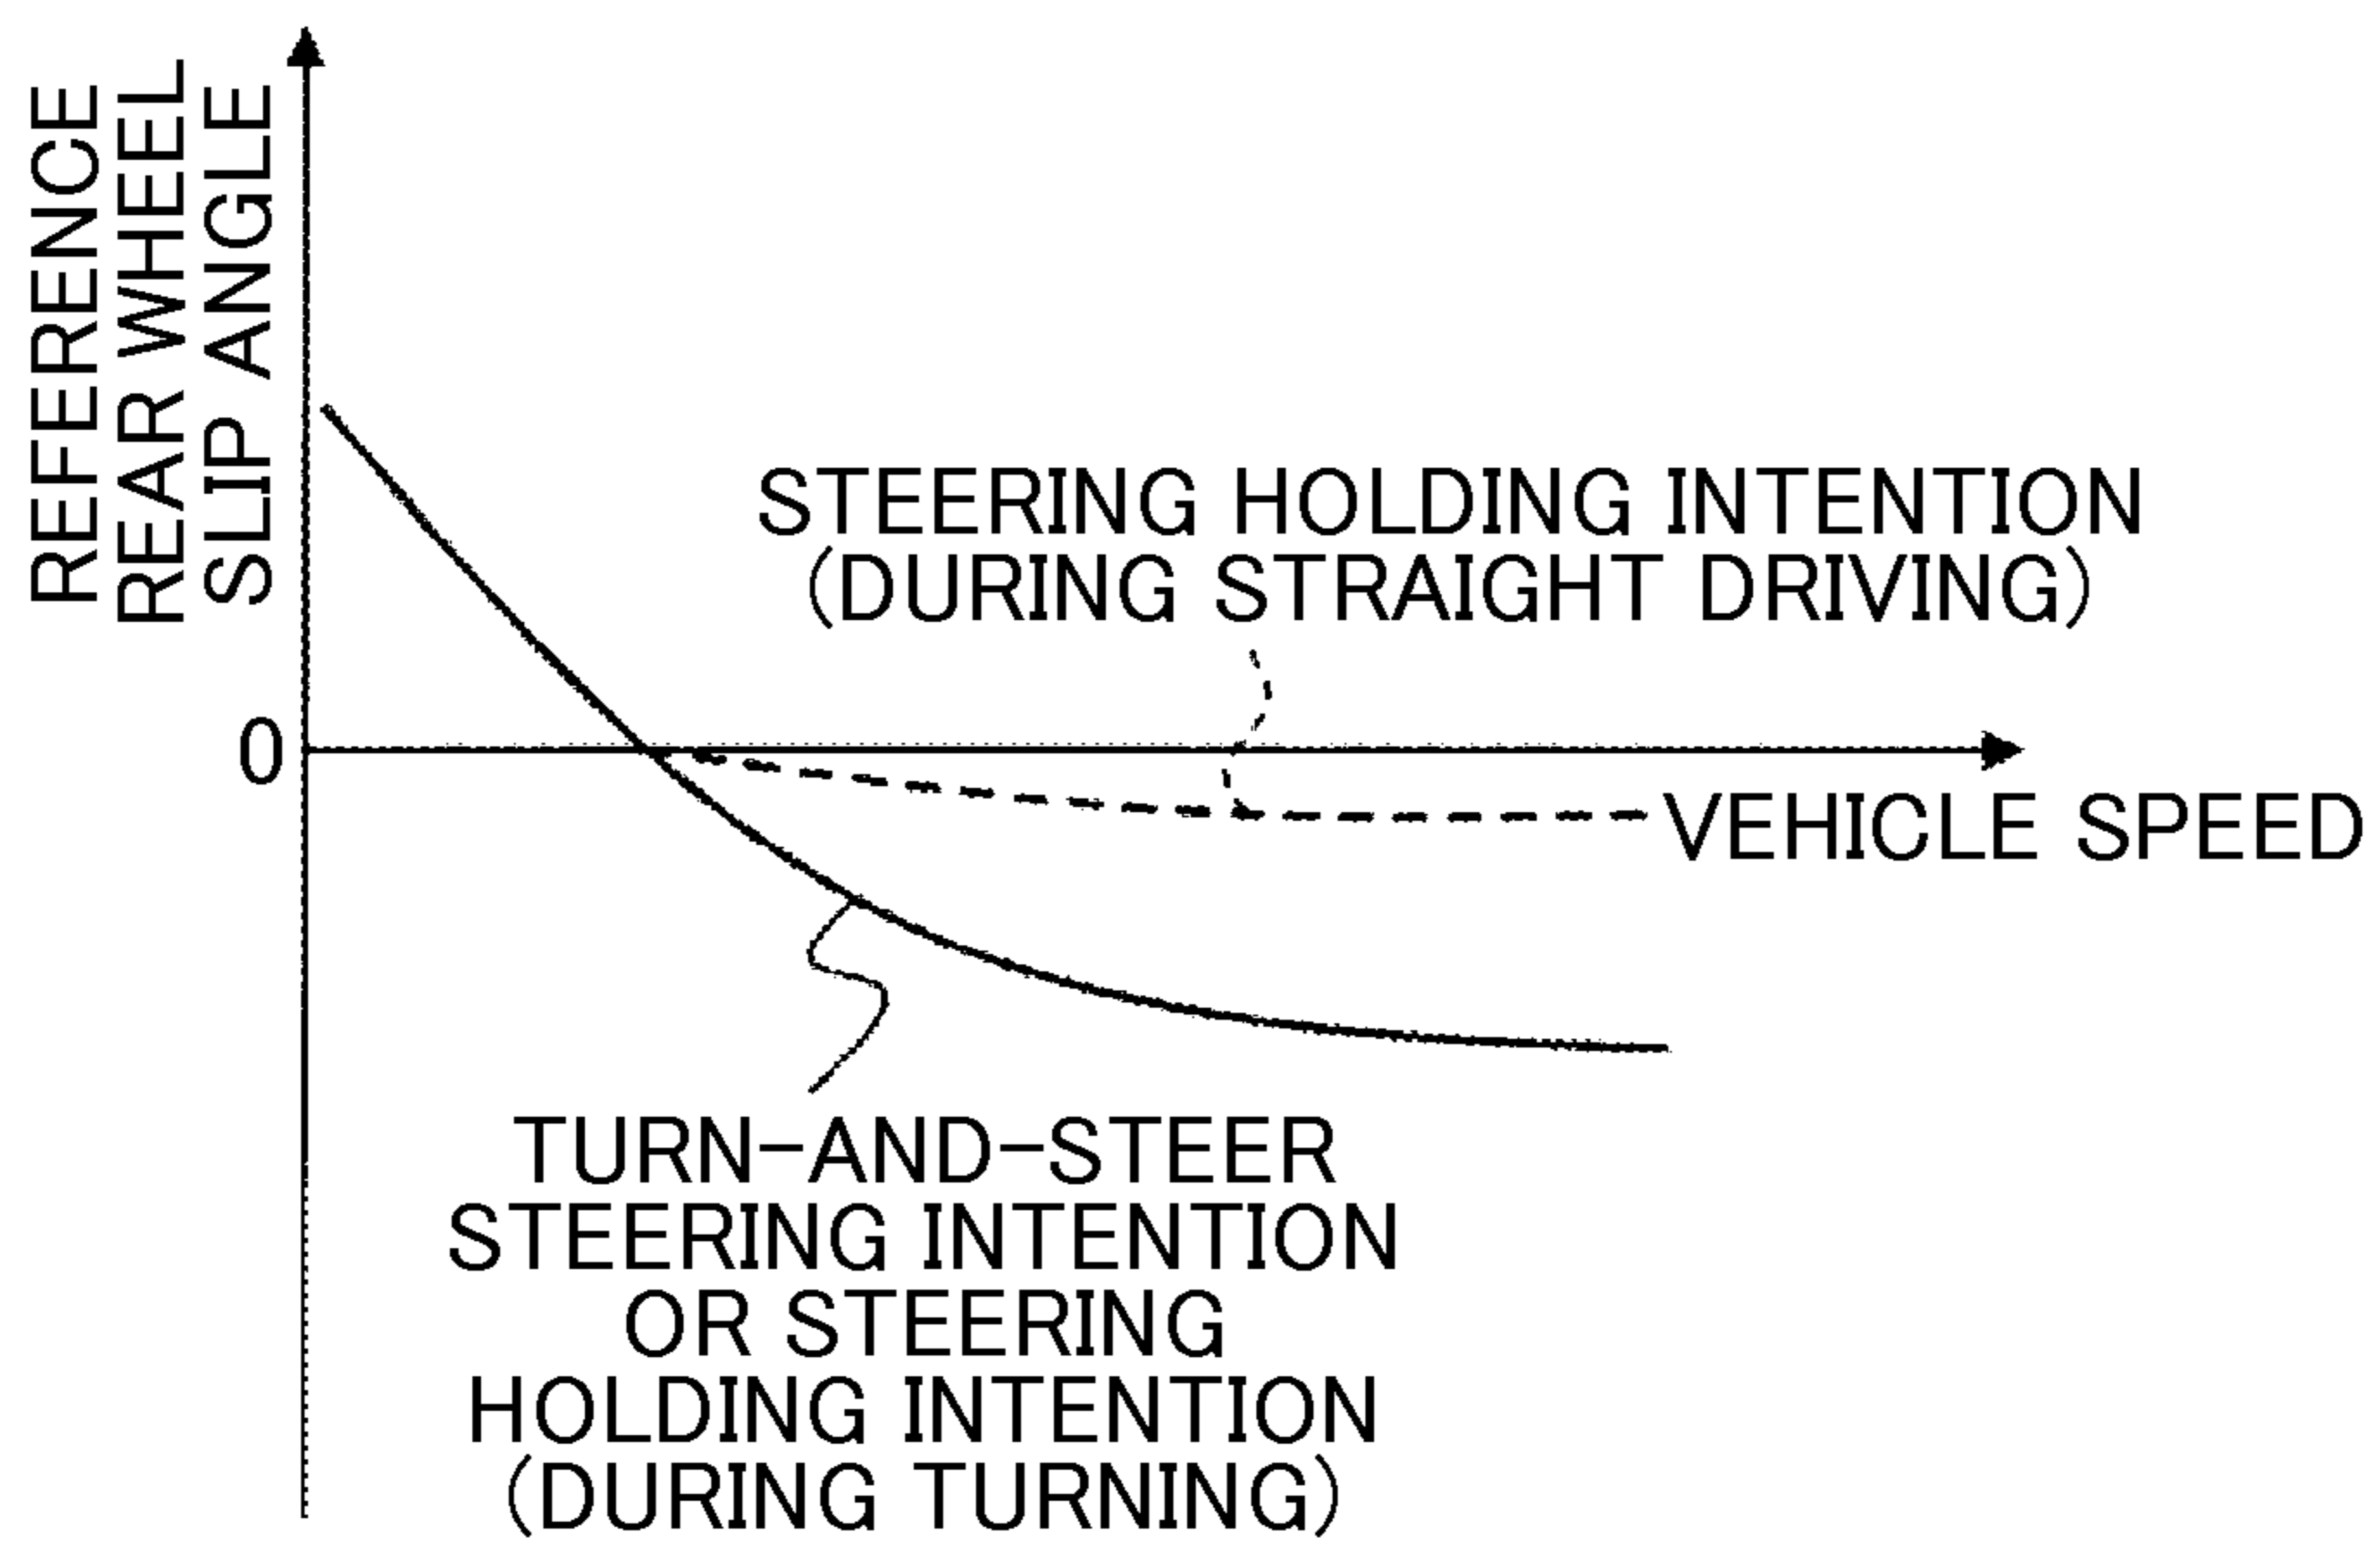 REFERENCE
REAR WHEEL
SLIP ANGLE
STEERING HOLDING INTENTION
(DURING STRAIGHT DRIVING)
0
VEHICLE SPEED
TURN-AND-STEER
STEERING INTENTION
OR STEERING
HOLDING INTENTION
(DURING TURNING)